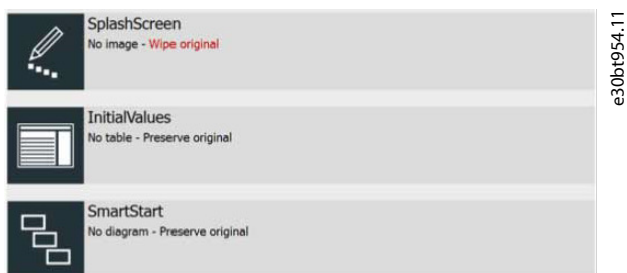 SplashScreen
No image - Wipe original
InitialValues
No table - Preserve original
SmartStart
No diagram - Preserve original
e30bt954.11